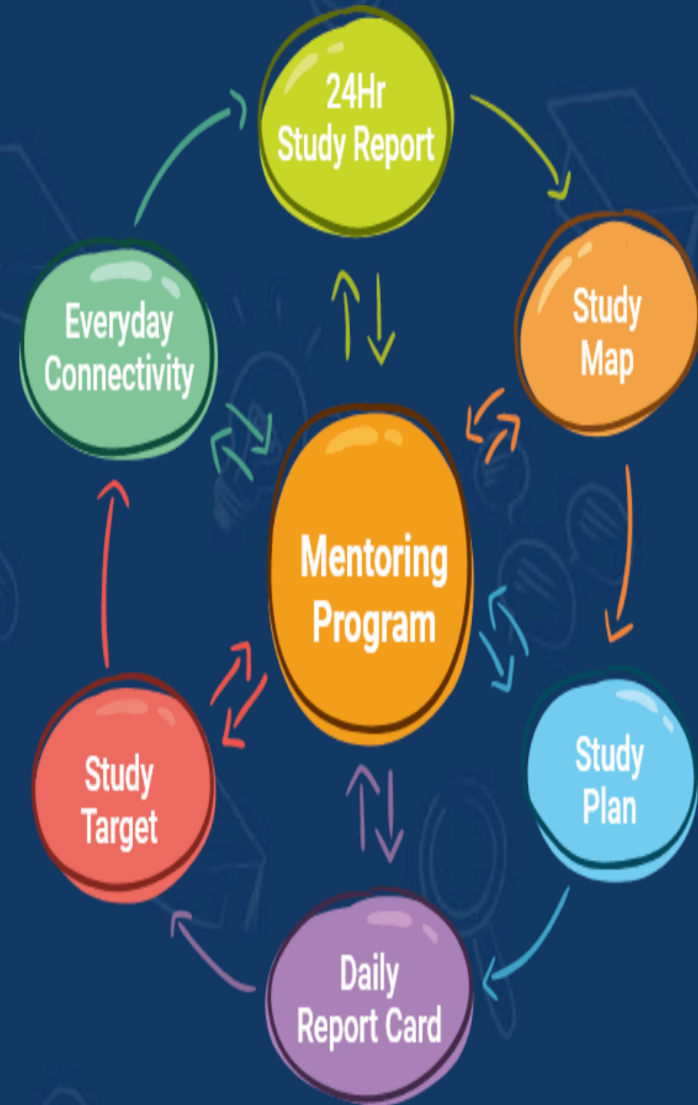 24Hr
Study Report
Study
Map
Everyday
Connectivity
Mentoring
Program
Study
Plan
Study
Target
Daily
Report Card